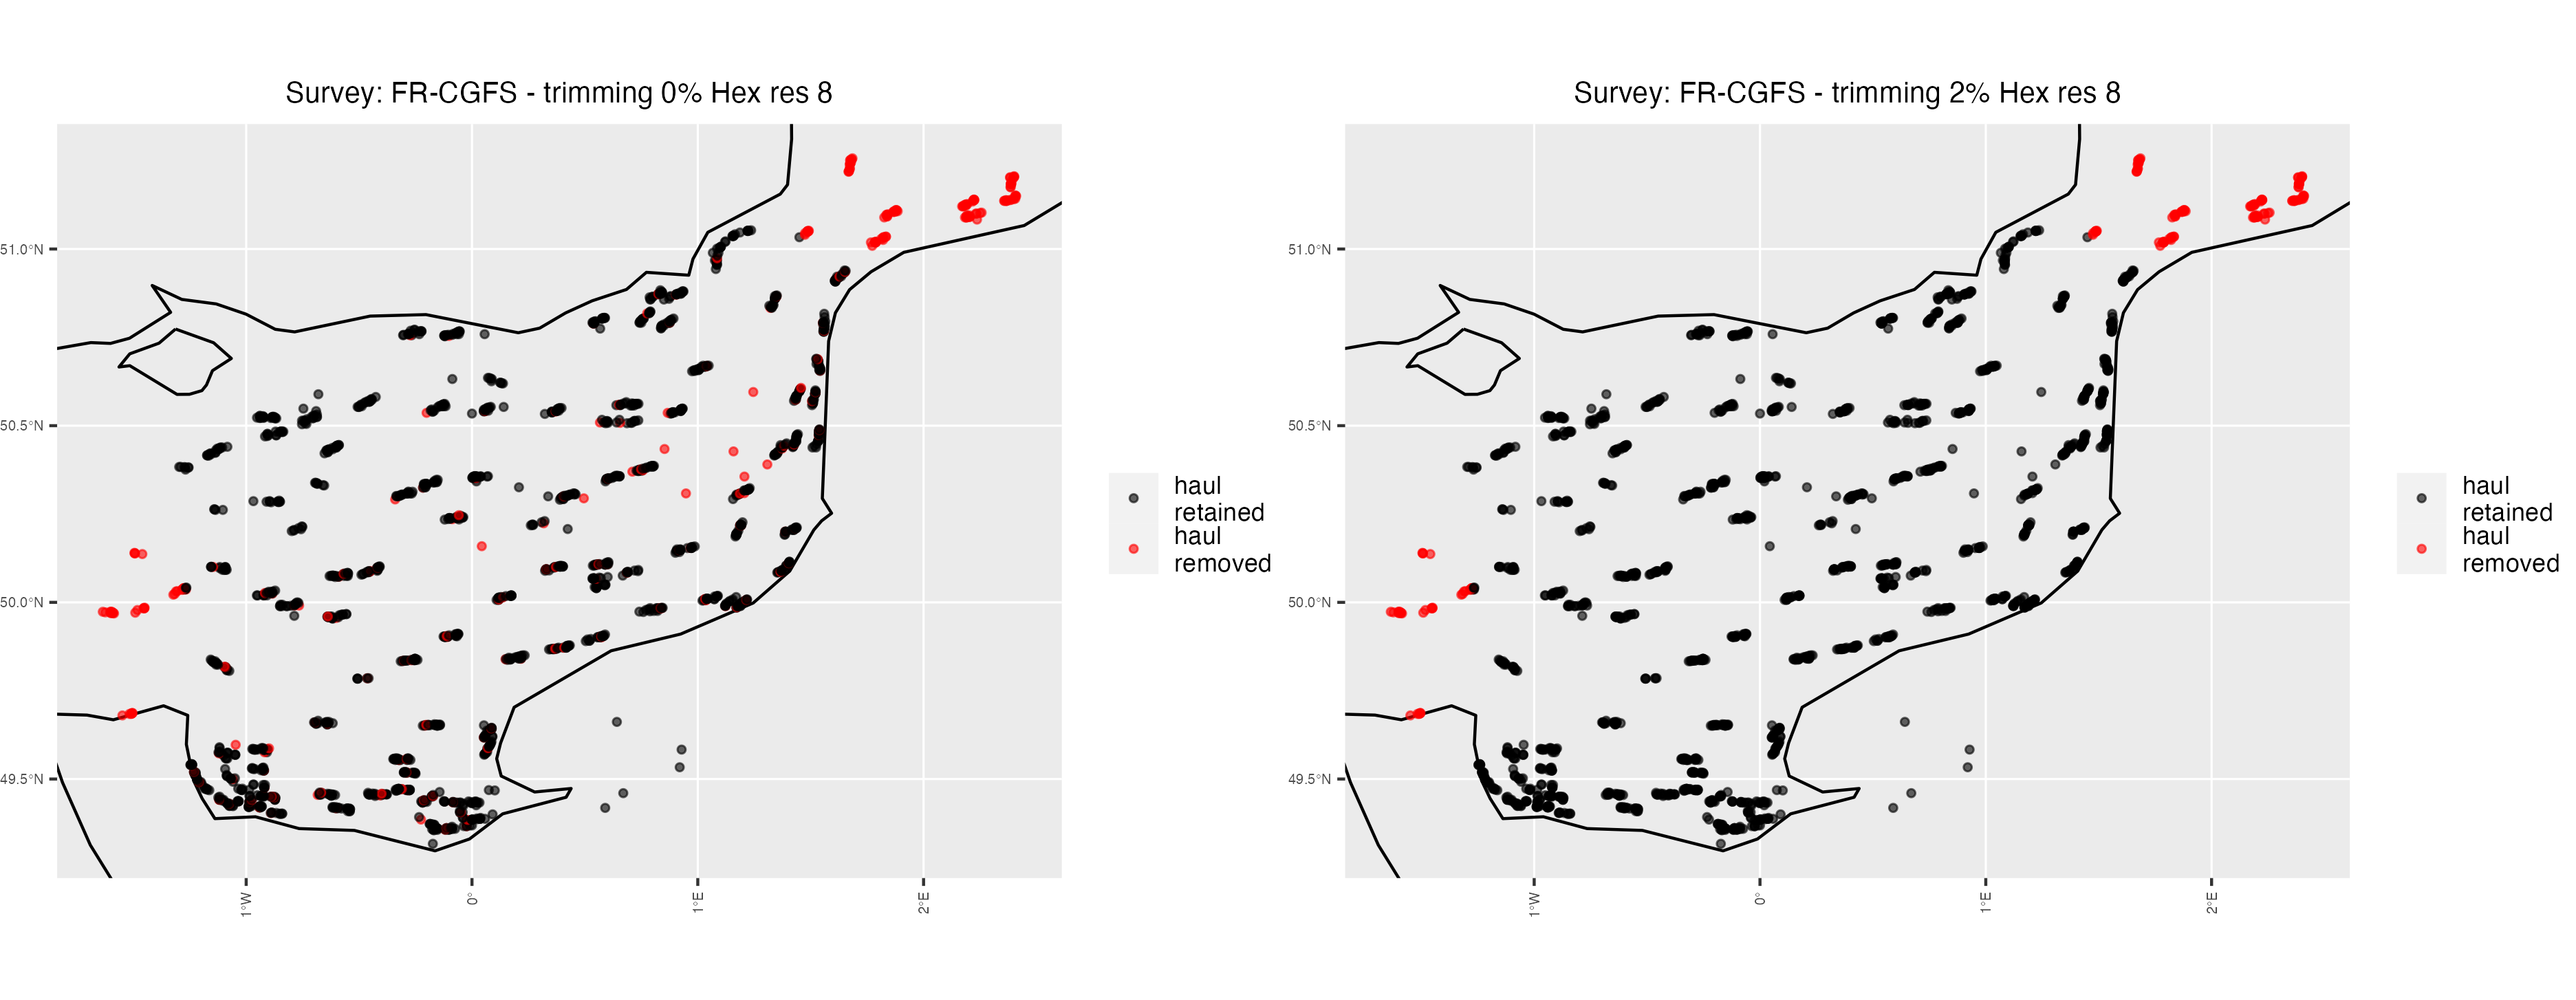 Survey: FR-CGFS - trimming 0% Hex res 8
51.0°N
50.5°N
50.0°N
49.5°N
1°W
0°
1°E
2°E
haul
retained
haul
removed
Survey: FR-CGFS - trimming 2% Hex res 8
51.0°N
50.5°N
50.0°N
49.5°N
1°W
0°
1°E
2°E
haul
retained
haul
removed